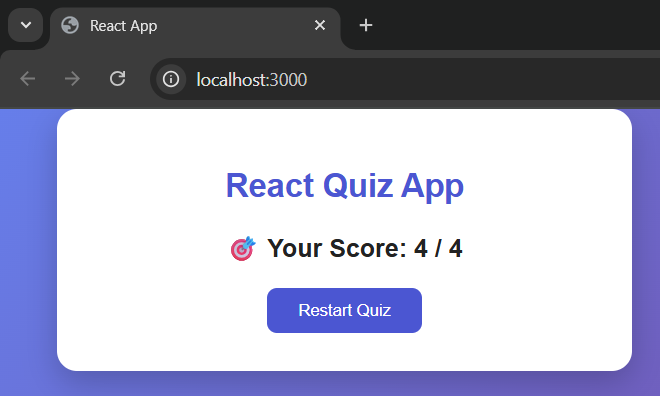 React App
localhost:3000
React Quiz App
🎯 Your Score: 4 / 4
Restart Quiz